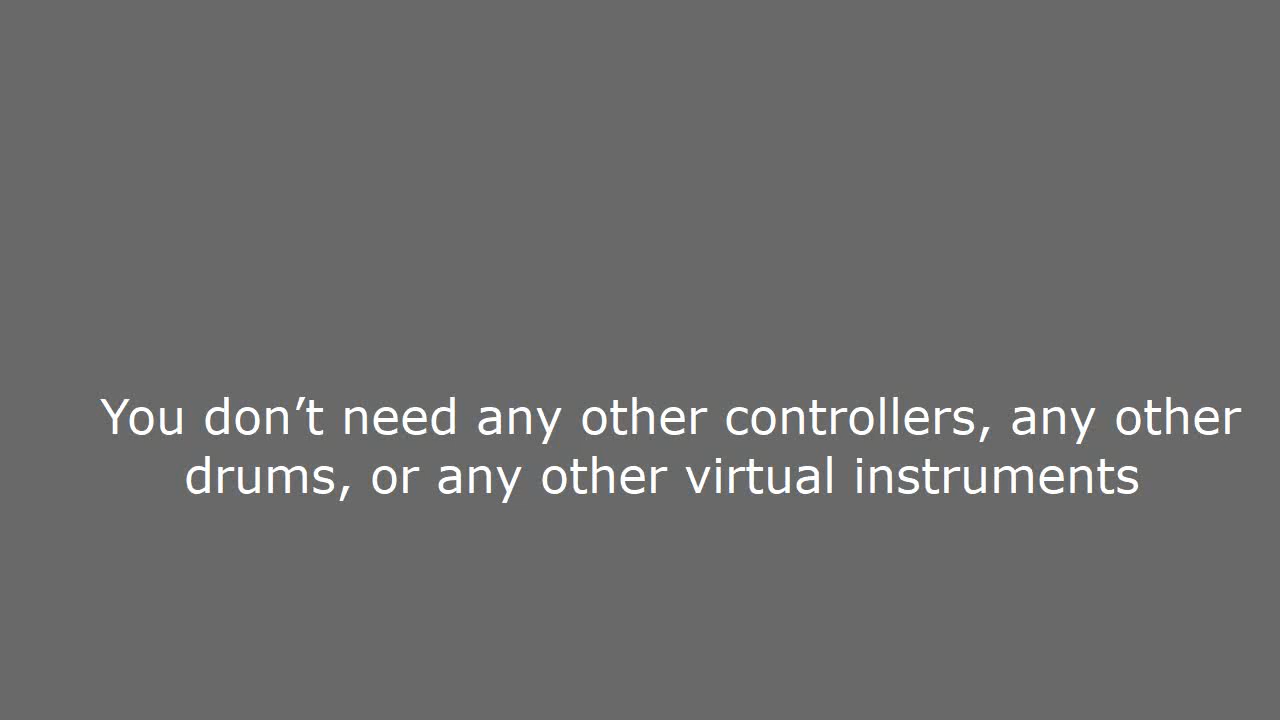 You don’t need any other controllers, any other
drums, or any other virtual instruments